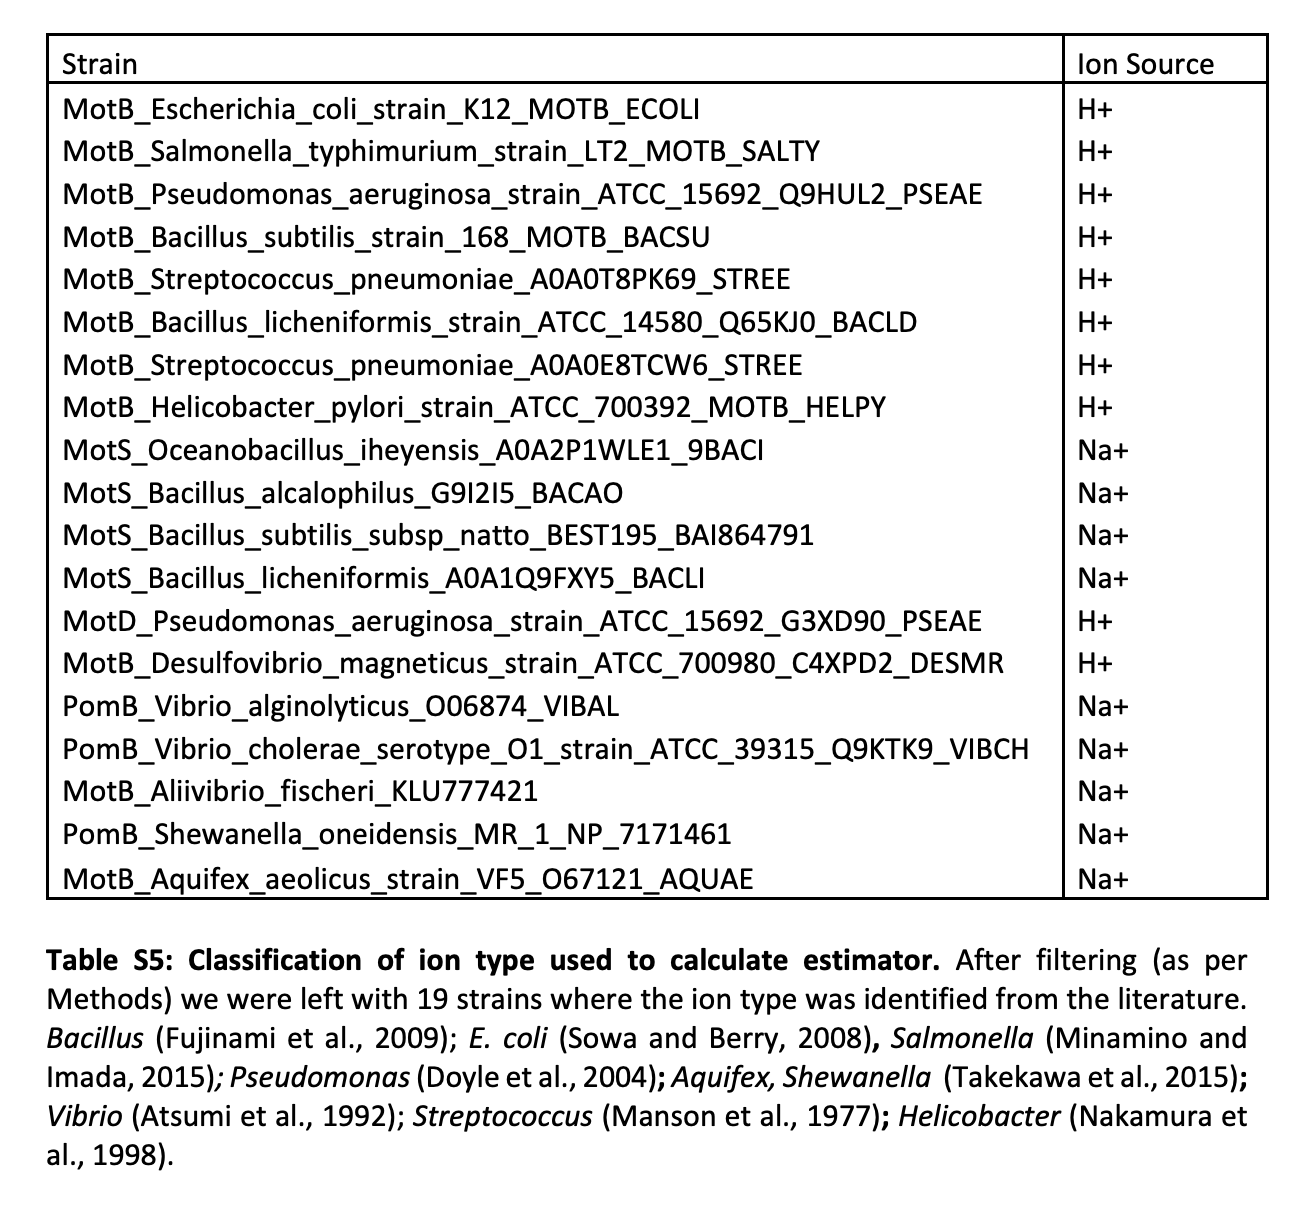 Strain Ion Source
MotB_Escherichia_coli_strain_K12_MOTB_ECOLI H+
MotB_Salmonella_typhimurium_strain_LT2_MOTB_SALTY H+
MotB_Pseudomonas_aeruginosa_strain_ATCC_15692_Q9HUL2_PSEAE H+
MotB_Bacillus_subtilis_strain_168_MOTB_BACSU H+
MotB_Streptococcus_pneumoniae_A0A0T8PK69_STREE H+
MotB_Bacillus_licheniformis_strain_ATCC_14580_Q65KJ0_BACLD H+
MotB_Streptococcus_pneumoniae_A0A0E8TCW6_STREE H+
MotB_Helicobacter_pylori_strain_ATCC_700392_MOTB_HELPY H+
MotS_Oceanobacillus_iheyensis_A0A2P1WLE1_9BACI Na+
MotS_Bacillus_alcalophilus_G9I2I5_BACAO Na+
MotS_Bacillus_subtilis_subsp_natto_BEST195_BAI864791 Na+
MotS_Bacillus_licheniformis_A0A1Q9FXY5_BACLI Na+
MotD_Pseudomonas_aeruginosa_strain_ATCC_15692_G3XD90_PSEAE H+
MotB_Desulfovibrio_magneticus_strain_ATCC_700980_C4XPD2_DESMR H+
PomB_Vibrio_alginolyticus_O06874_VIBAL Na+
PomB_Vibrio_cholerae_serotype_O1_strain_ATCC_39315_Q9KTK9_VIBCH Na+
MotB_Aliivibrio_fischeri_KLU777421 Na+
PomB_Shewanella_oneidensis_MR_1_NP_7171461 Na+
MotB_Aquifex_aeolicus_strain_VF5_O67121_AQUAE Na+
Table S5: Classification of ion type used to calculate estimator. After filtering (as per
Methods) we were left with 19 strains where the ion type was identified from the literature.
Bacillus (Fujinami et al., 2009); E. coli (Sowa and Berry, 2008), Salmonella (Minamino and
Imada, 2015); Pseudomonas (Doyle et al., 2004); Aquifex, Shewanella (Takekawa et al., 2015);
Vibrio (Atsumi et al., 1992); Streptococcus (Manson et al., 1977); Helicobacter (Nakamura et
al., 1998).